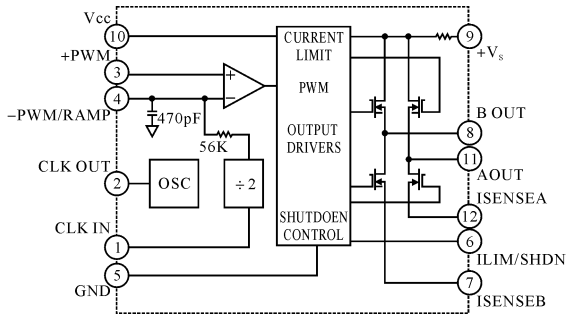 Vcc
10
+PWM
3
4
−PWM/RAMP
470pF
56K
CLK OUT
2
OSC
÷2
CLK IN
1
5
GND
CURRENT
LIMIT
PWM
OUTPUT
DRIVERS
SHUTDOEN
CONTROL
9
+VS
B OUT
8
11
AOUT
ISENSEA
12
6
ILIM/SHDN
7
ISENSEB
+
−